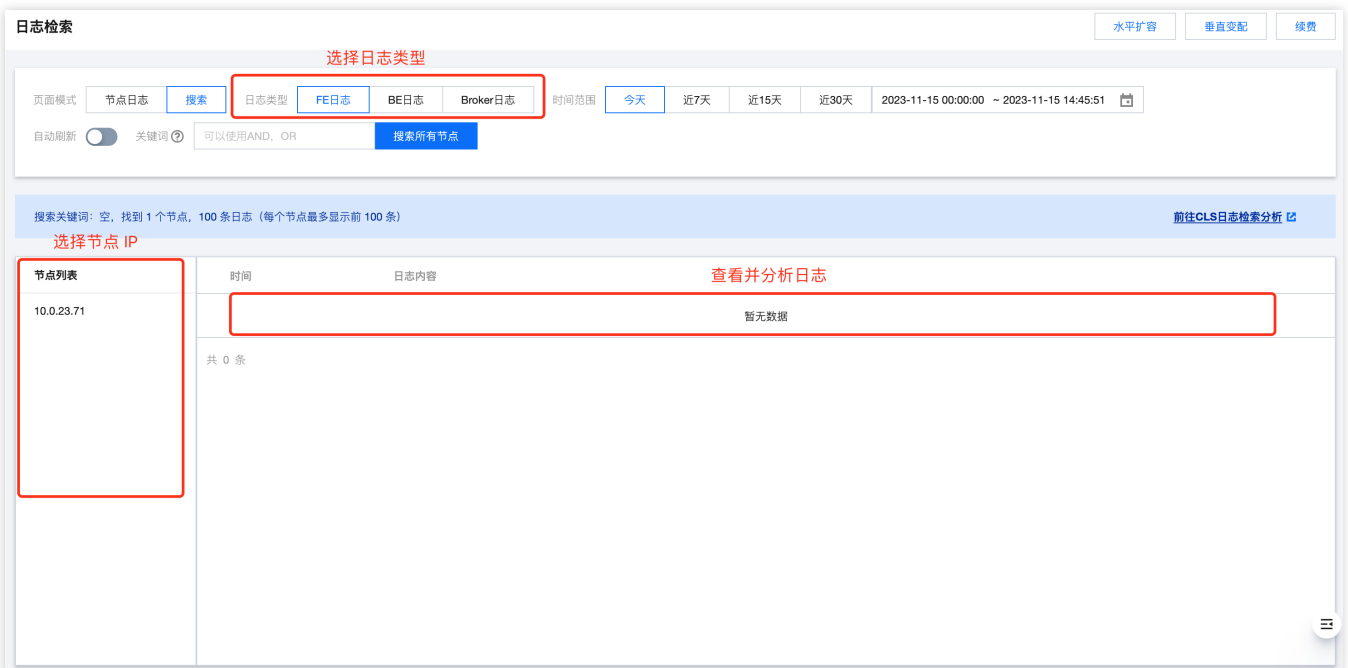 日志检索
水平扩容 垂直变配 续费
选择日志类型
页面模式 节点日志 搜索 日志类型 FE日志 BE日志 Broker日志 时间范围 今天 近7天 近15天 近30天 2023-11-15 00:00:00 ~ 2023-11-15 14:45:51
自动刷新 关键词 可以使用AND, OR 搜索所有节点
搜索关键词：空，找到 1 个节点，100 条日志（每个节点最多显示前 100 条） 前往CLS日志检索分析
选择节点 IP
节点列表 时间 日志内容 查看并分析日志
10.0.23.71 暂无数据
共 0 条